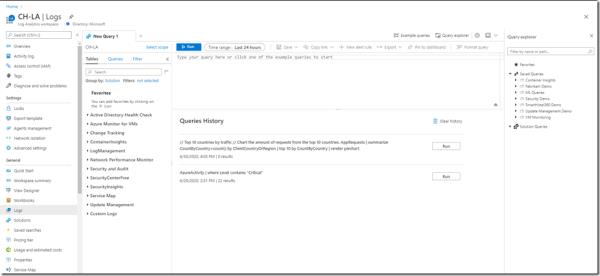 Home >
CH-LA | Logs
Log Analytics workspace
Directory: Microsoft
Search (Ctrl+/)
Overview
Activity log
Access control (IAM)
Tags
Diagnose and solve problems
Settings
Locks
Export template
Agents management
Network isolation
Advanced settings
General
Quick Start
Workspace summary
View Designer
Workbooks
Logs
Solutions
Saved searches
Pricing tier
Usage and estimated costs
Properties
Service Map
New Query 1
Example queries
Query explorer
CH-LA
Select scope
Run
Time range: Last 24 hours
Save
Copy link
New alert rule
Export
Pin to dashboard
Format query
Tables
Queries
Filter
Search
Group by: Solution Filters: not selected
Favorites
You can add favorites by clicking on
the icon
Active Directory Health Check
Azure Monitor for VMs
Change Tracking
ContainerInsights
LogManagement
Network Performance Monitor
Security and Audit
SecurityCenterFree
SecurityInsights
Service Map
Update Management
Custom Logs
Type your query here or click one of the example queries to start
Queries History
Clear history
// Top 10 countries by traffic // Chart the amount of requests from the top 10 countries. AppRequests | summarize
CountByCountry=count() by ClientCountryOrRegion | top 10 by CountByCountry | render piechart
6/30/2020, 4:05 PM | 0 results
Run
AzureActivity | where Level contains "Critical"
6/29/2020, 2:31 PM | 22 results
Run
Query explorer
Filter by name or path...
Favorites
Saved Queries
Container Insights
Fabrikam Demo
ML Queries
Security Demo
SmartHotel360 Demo
Update Management
VM Monitoring
Solution Queries